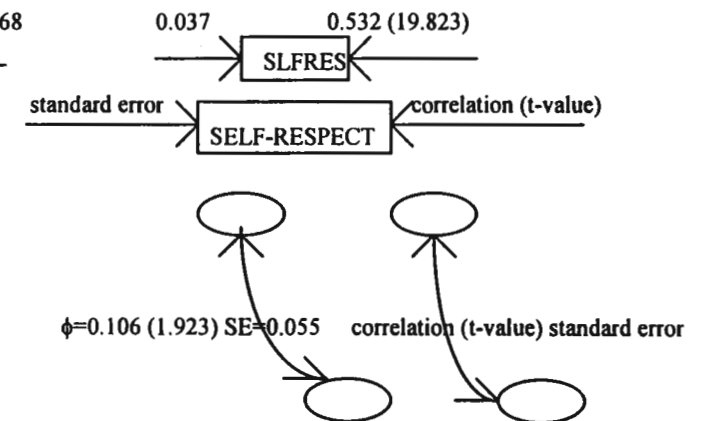 68 0.037 0.532 (19.823)
SLFRES
standard error correlation (t-value)
SELF-RESPECT
ϕ=0.106 (1.923) SE=0.055 correlation (t-value) standard error